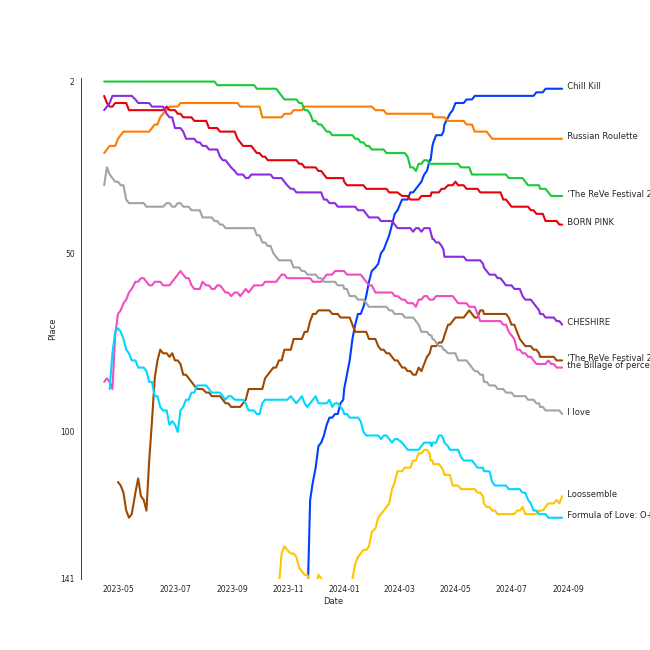 2
50
100
141
Place
2023-05
2023-07
2023-09
2023-11
2024-01
2024-03
2024-05
2024-07
2024-09
Date
Chill Kill
Russian Roulette
'The ReVe Festival 2
BORN PINK
CHESHIRE
'The ReVe Festival 2
the Billage of perce
I love
Loossemble
Formula of Love: O+